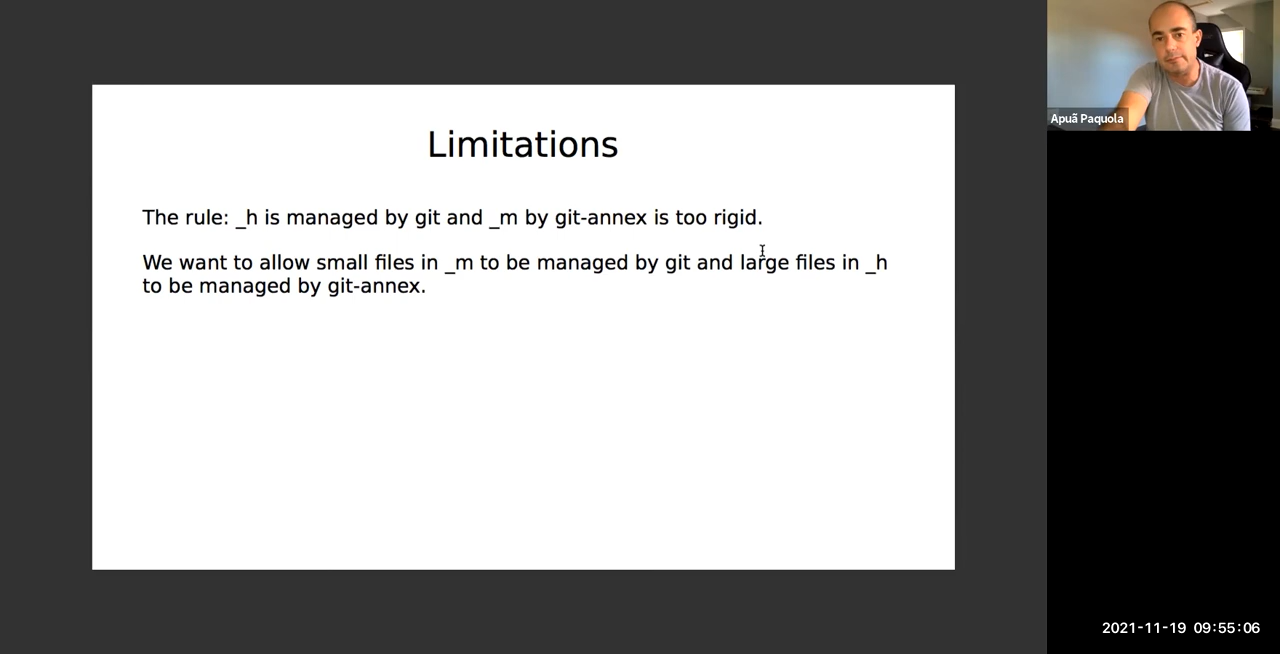 Limitations
The rule: _h is managed by git and _m by git-annex is too rigid.
We want to allow small files in _m to be managed by git and large files in _h
to be managed by git-annex.
Apuã Paquola
2021-11-19 09:55:06